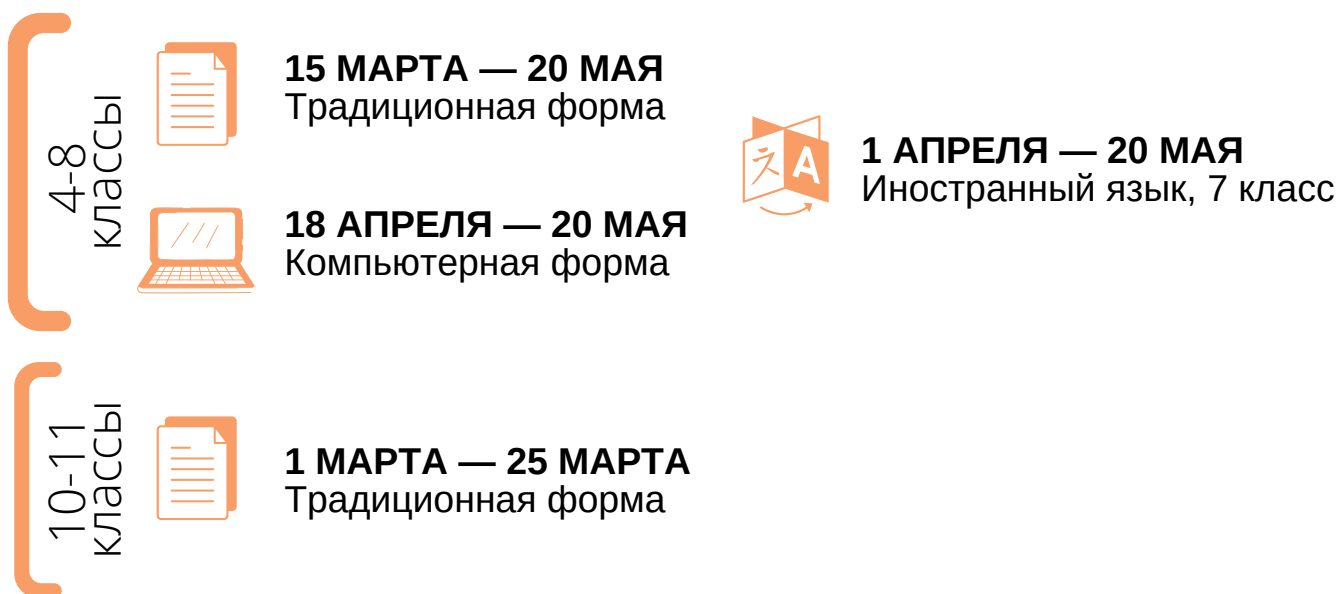 4-8
классы
15 МАРТА — 20 МАЯ
Традиционная форма
18 АПРЕЛЯ — 20 МАЯ
Компьютерная форма
1 АПРЕЛЯ — 20 МАЯ
Иностранный язык, 7 класс
10-11
классы
1 МАРТА — 25 МАРТА
Традиционная форма